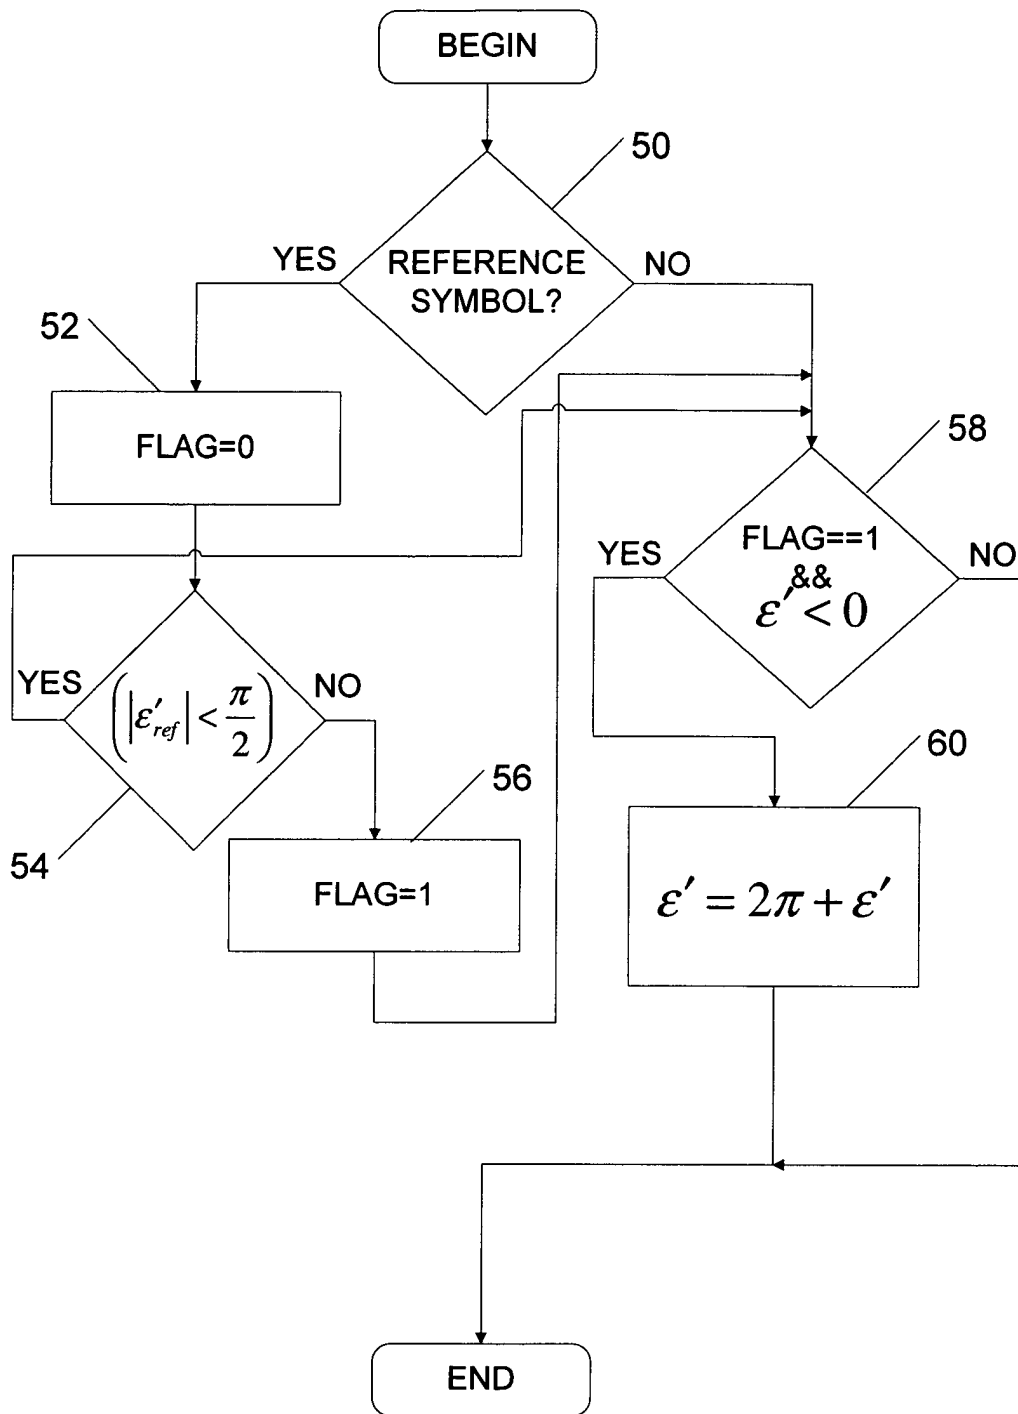 BEGIN
50
REFERENCE
SYMBOL?
YES
NO
52
FLAG=0
58
FLAG==1
&&
ε′ < 0
YES
NO
YES
(|ε′ref| < π/2)
NO
54
56
FLAG=1
60
ε′ = 2π + ε′
END